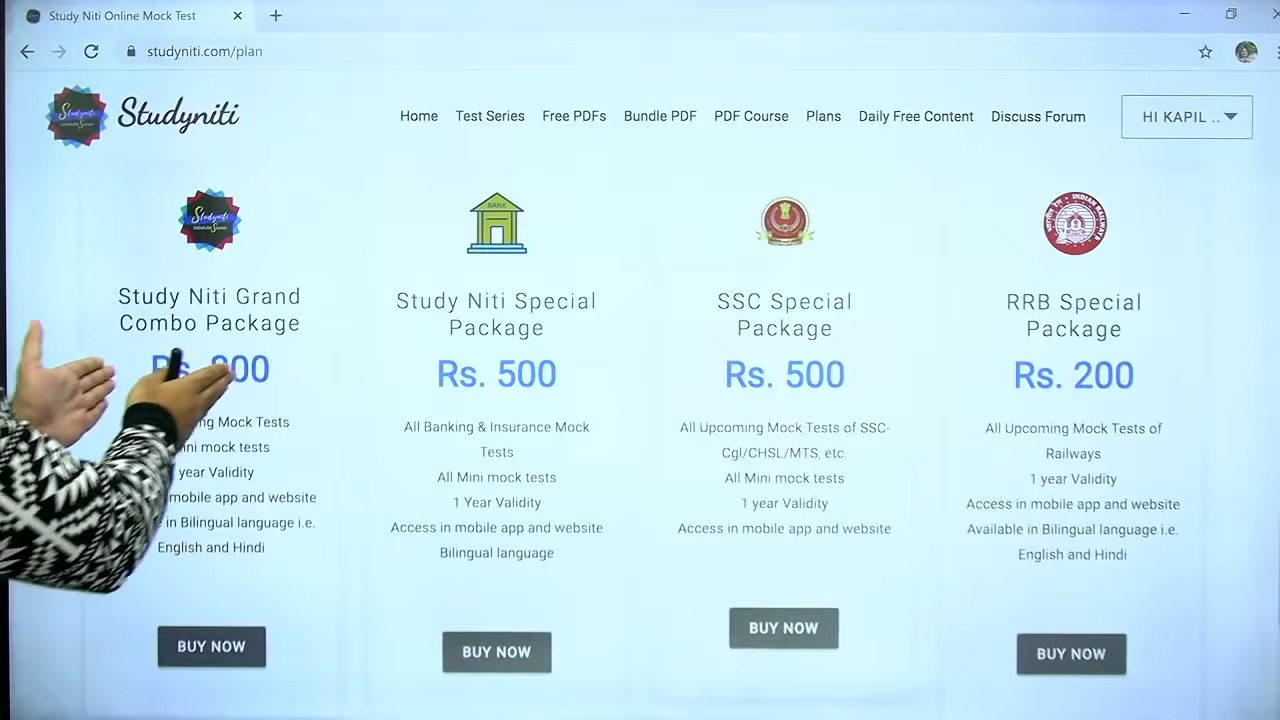 Study Niti Online Mock Test
studyniti.com/plan
Studyniti
Home
Test Series
Free PDFs
Bundle PDF
PDF Course
Plans
Daily Free Content
Discuss Forum
HI KAPIL ..
Study Niti Grand
Combo Package
Mock Tests
mock tests
year Validity
mobile app and website
in Bilingual language i.e.
English and Hindi
BUY NOW
BANK
Study Niti Special
Package
Rs. 500
All Banking & Insurance Mock
Tests
All Mini mock tests
1 Year Validity
Access in mobile app and website
Bilingual language
BUY NOW
SSC Special
Package
Rs. 500
All Upcoming Mock Tests of SSC-
Cgl/CHSL/MTS, etc
All Mini mock tests
1 year Validity
Access in mobile app and website
BUY NOW
INDIAN RAILWAYS
RRB Special
Package
Rs. 200
All Upcoming Mock Tests of
Railways
1 year Validity
Access in mobile app and website
Available in Bilingual language i.e.
English and Hindi
BUY NOW